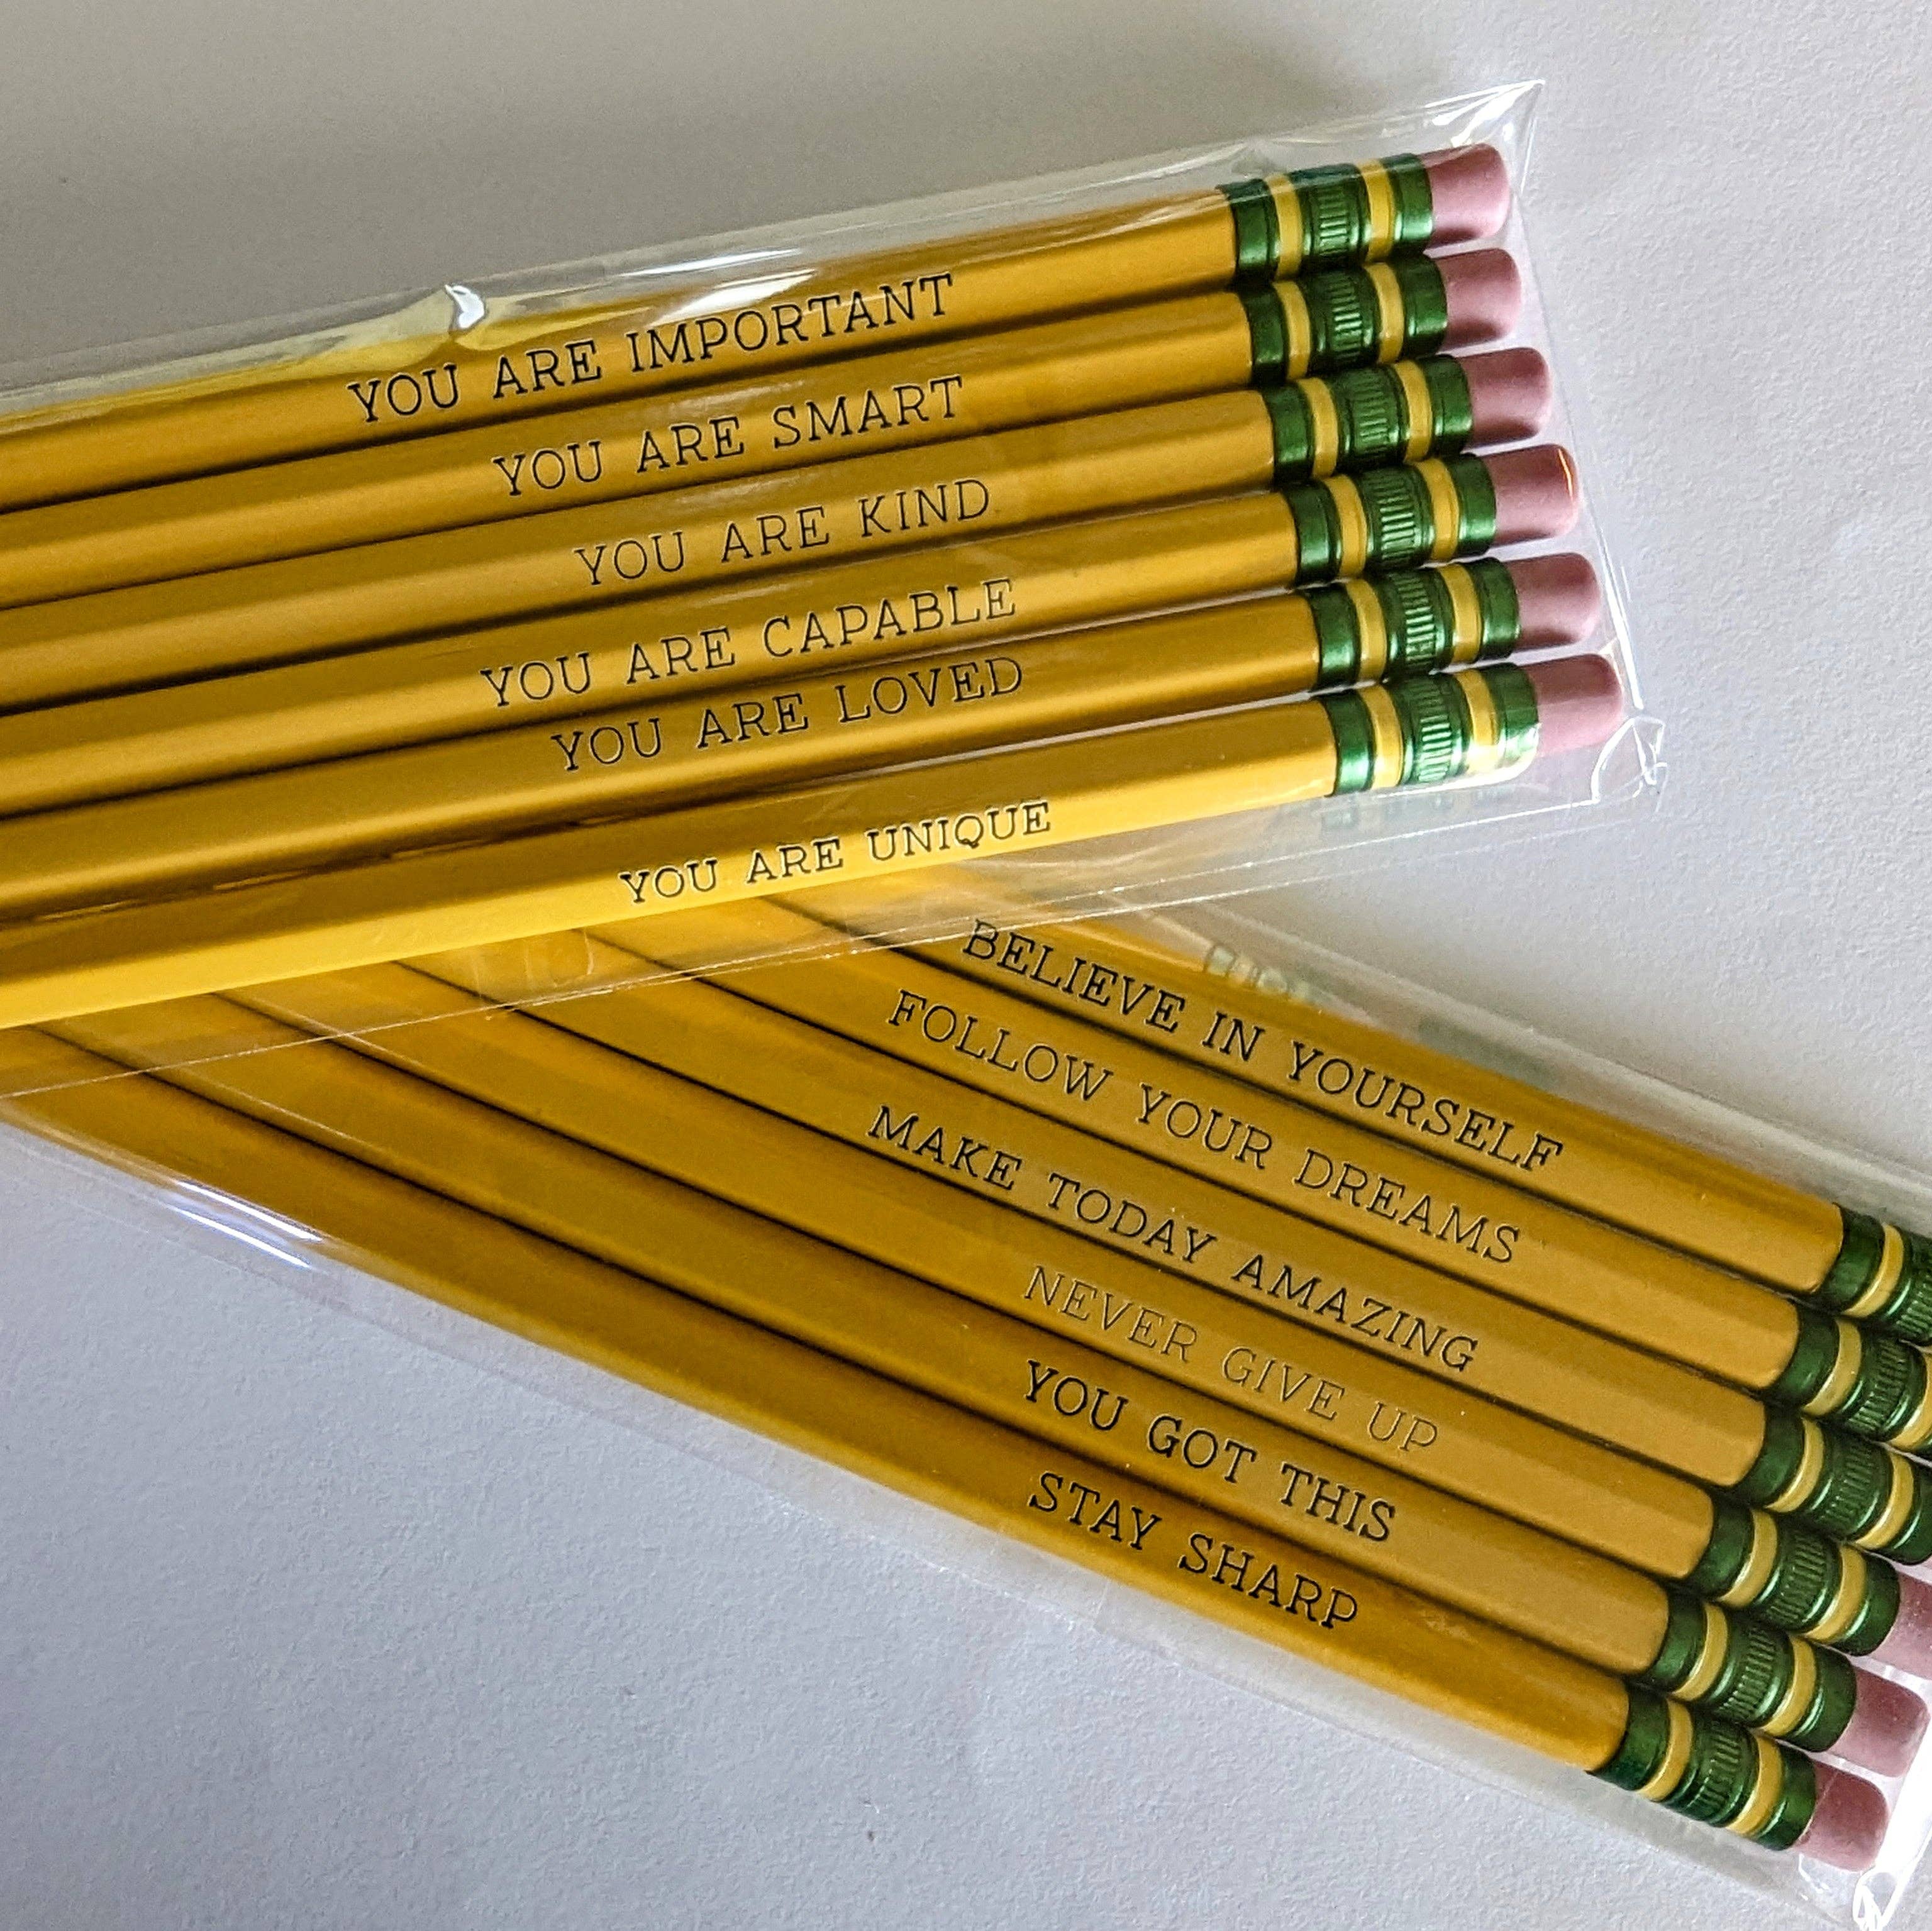 YOU ARE IMPORTANT
YOU ARE SMART
YOU ARE KIND
YOU ARE CAPABLE
YOU ARE LOVED
YOU ARE UNIQUE
BELIEVE IN YOURSELF
FOLLOW YOUR DREAMS
MAKE TODAY AMAZING
NEVER GIVE UP
YOU GOT THIS
STAY SHARP